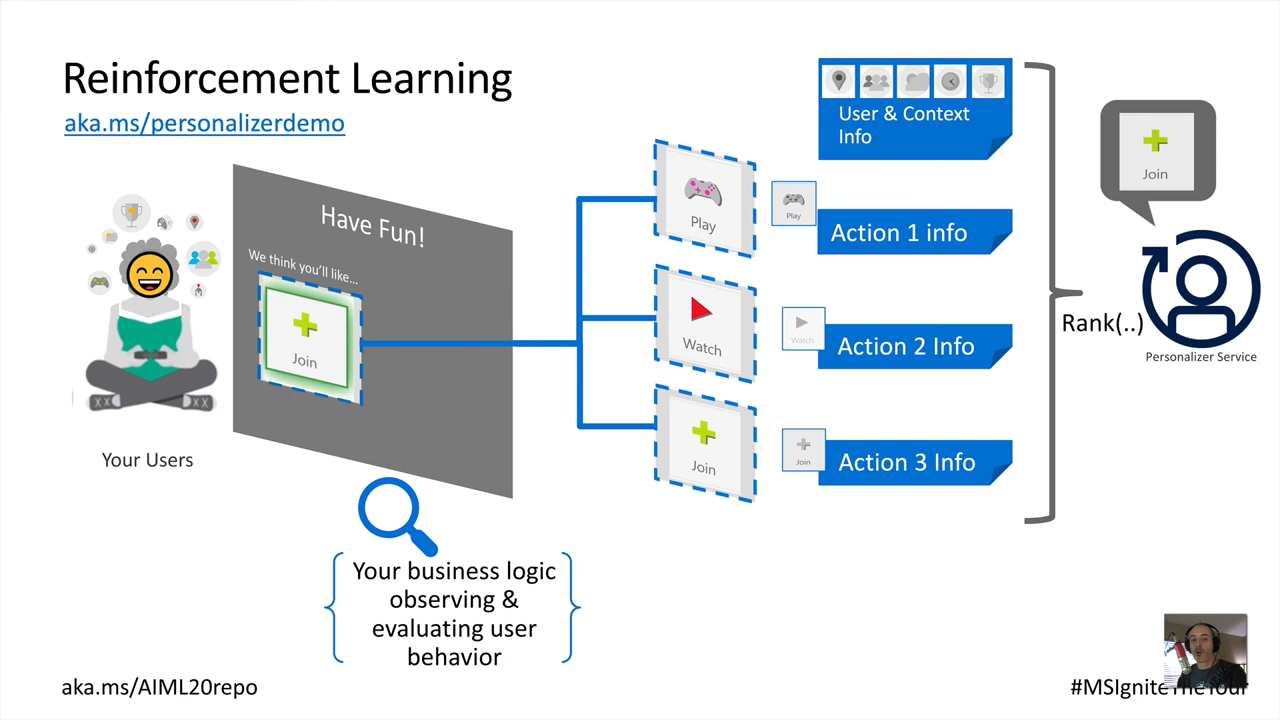 Reinforcement Learning
aka.ms/personalizerdemo
Your Users
Have Fun!
We think you'll like...
Join
Your business logic
observing &
evaluating user
behavior
Play
Watch
Join
User & Context
Info
Play
Action 1 info
Watch
Action 2 Info
Join
Action 3 Info
Join
Rank(..)
Personalizer Service
aka.ms/AIML20repo
#MSIgniteTheTour